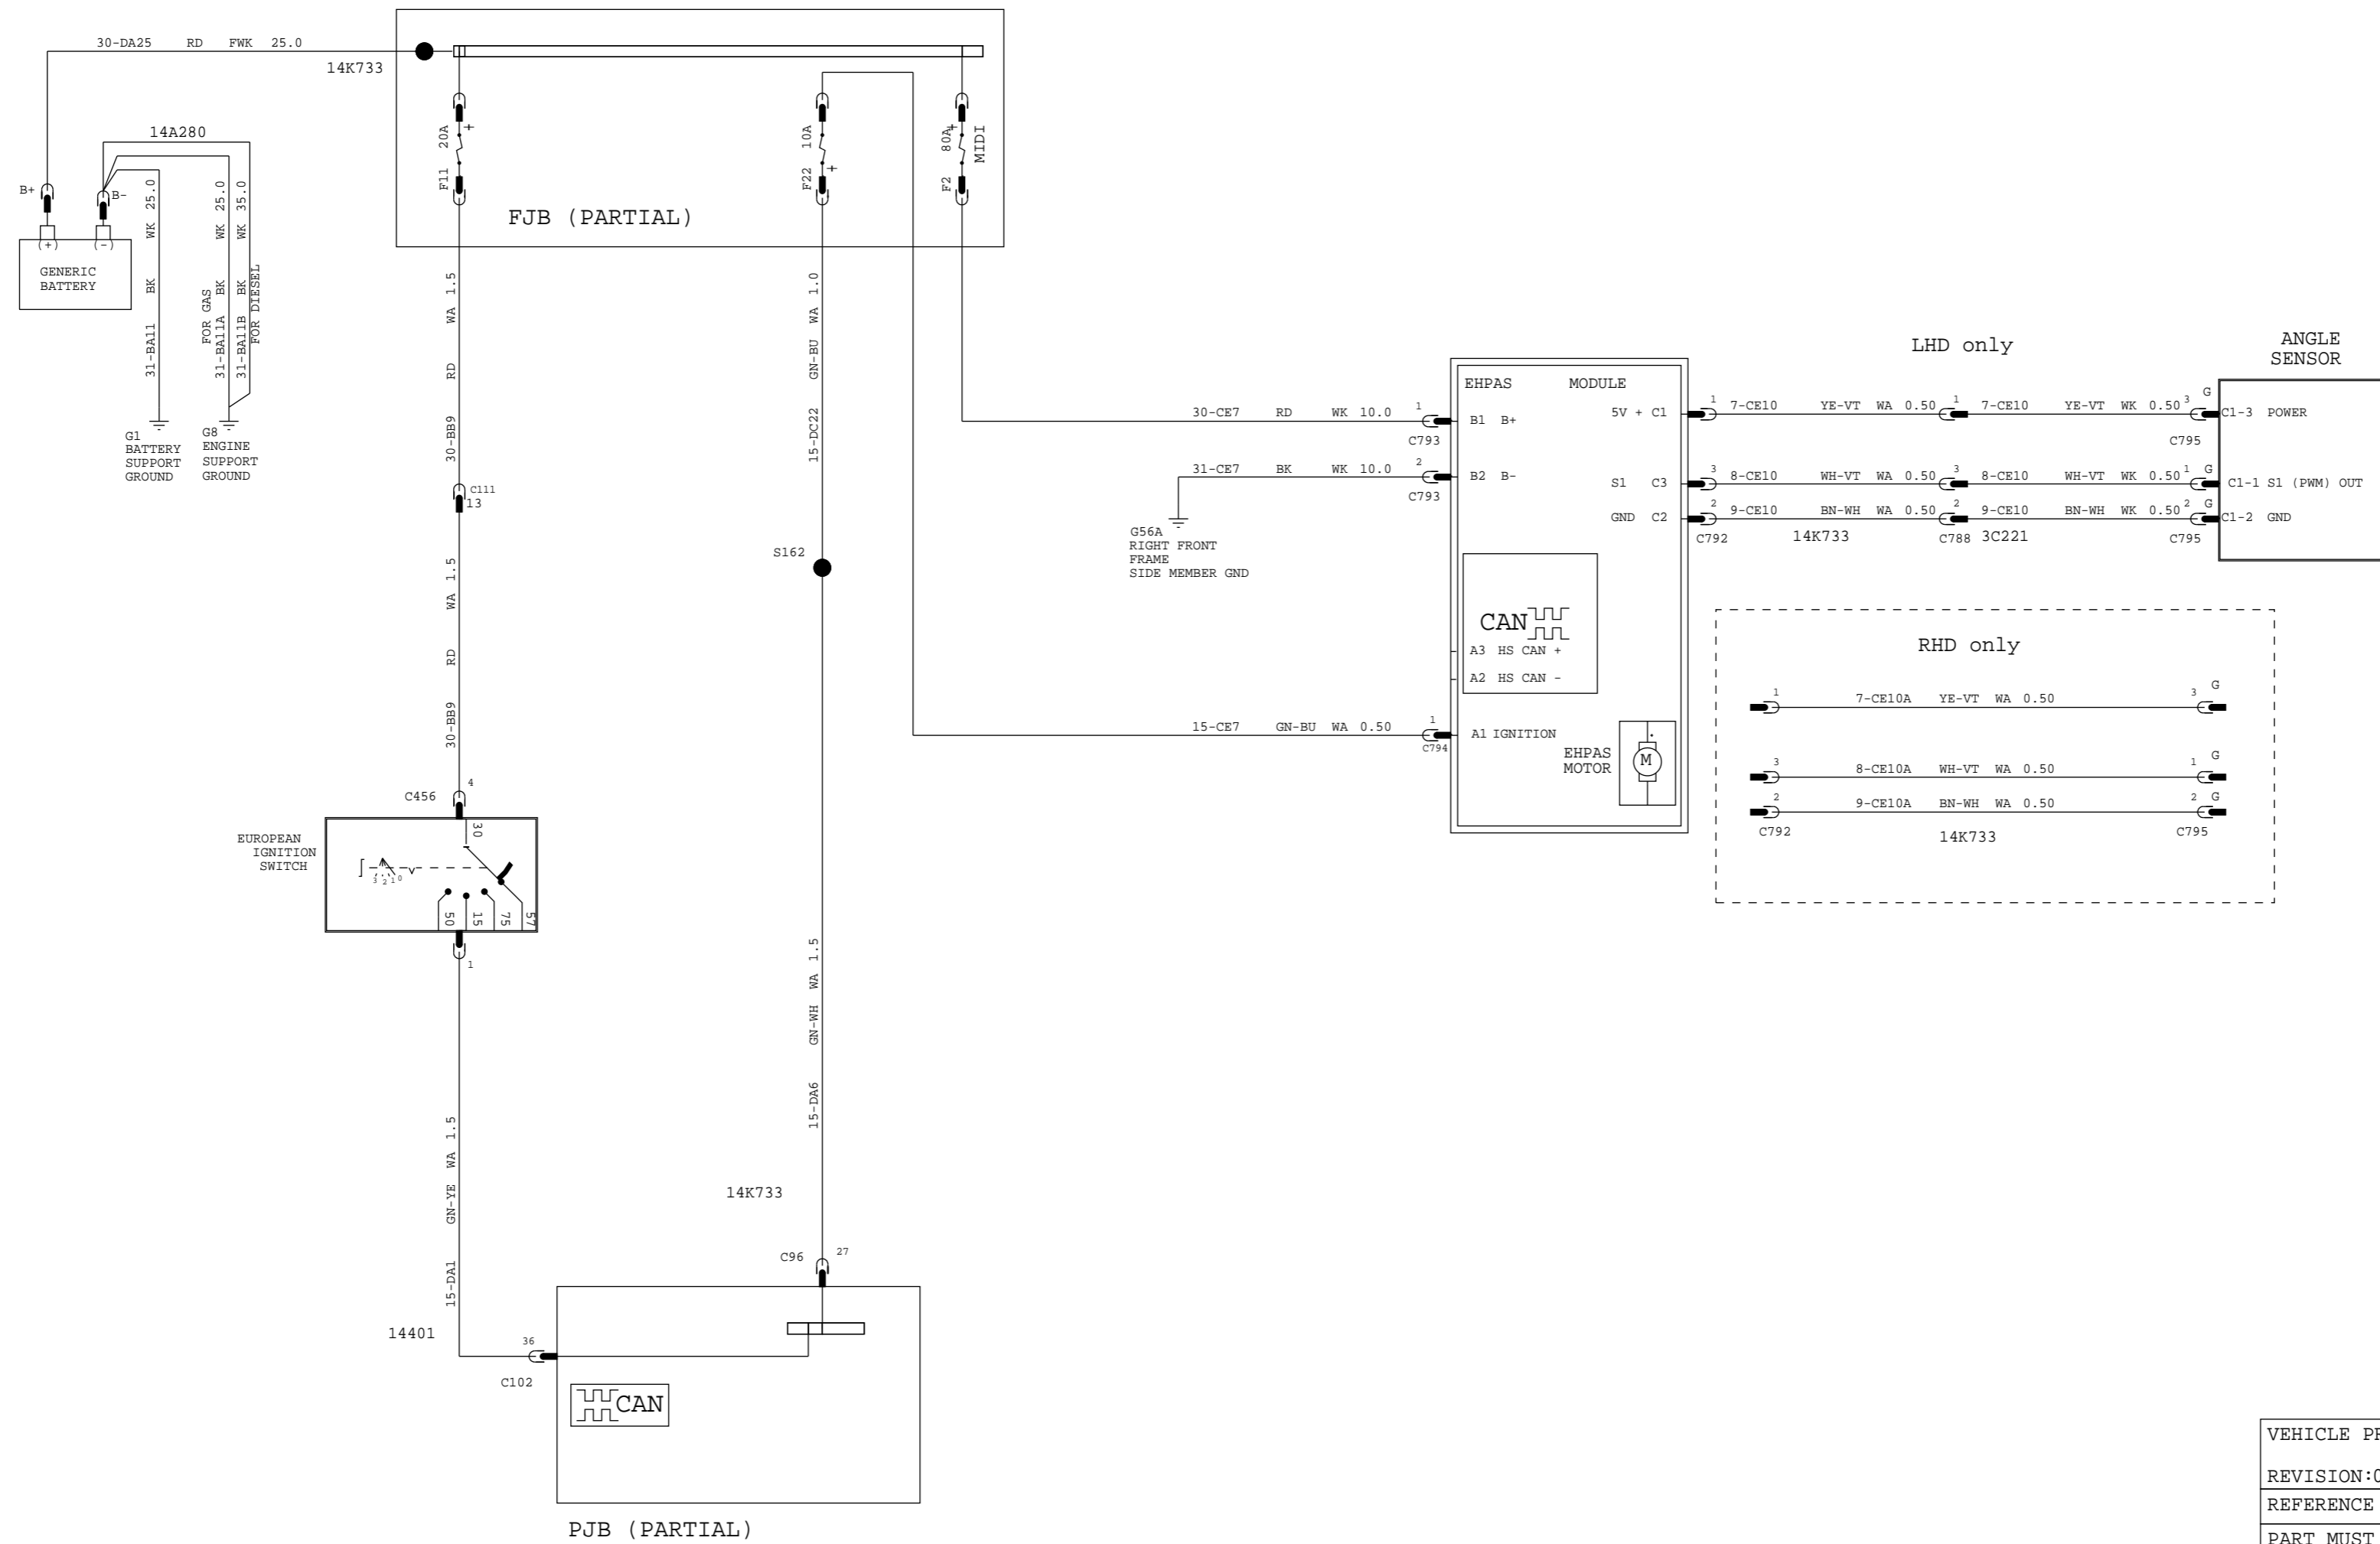 30-DA25 RD FWK 25.0
14K733
14A280
B+
B-
(+)
(-)
GENERIC
BATTERY
31-BA11 BK WK 25.0
FOR GAS
31-BA11A BK WK 25.0
31-BA11B BK WK 35.0
FOR DIESEL
G1
BATTERY
SUPPORT
GROUND
G8
ENGINE
SUPPORT
GROUND
F11 20A +
F22 10A +
F2 80A +
MIDI
FJB (PARTIAL)
30-BB9 RD WA 1.5
C111
13
30-BB9 RD WA 1.5
C456
4
EUROPEAN
IGNITION
SWITCH
30
3 2 1 0
50 15 75 57
1
15-DA1 GN-YE WA 1.5
14401
36
C102
15-DC22 GN-BU WA 1.0
S162
15-DA6 GN-WH WA 1.5
14K733
C96 27
CAN
PJB (PARTIAL)
30-CE7 RD WK 10.0 1
C793
31-CE7 BK WK 10.0 2
C793
G56A
RIGHT FRONT
FRAME
SIDE MEMBER GND
15-CE7 GN-BU WA 0.50 1
C794
EHPAS MODULE
B1 B+
B2 B-
5V + C1
S1 C3
GND C2
CAN
A3 HS CAN +
A2 HS CAN -
A1 IGNITION
EHPAS
MOTOR
M
LHD only
1 7-CE10 YE-VT WA 0.50 1 7-CE10 YE-VT WK 0.50 3 G
C795
3 8-CE10 WH-VT WA 0.50 3 8-CE10 WH-VT WK 0.50 1 G
2 9-CE10 BN-WH WA 0.50 2 9-CE10 BN-WH WK 0.50 2 G
C792 14K733 C788 3C221 C795
ANGLE
SENSOR
C1-3 POWER
C1-1 S1 (PWM) OUT
C1-2 GND
RHD only
1 7-CE10A YE-VT WA 0.50 3 G
3 8-CE10A WH-VT WA 0.50 1 G
2 9-CE10A BN-WH WA 0.50 2 G
C792 14K733 C795
VEHICLE
REVISION:
REFERENCE
PART MUST